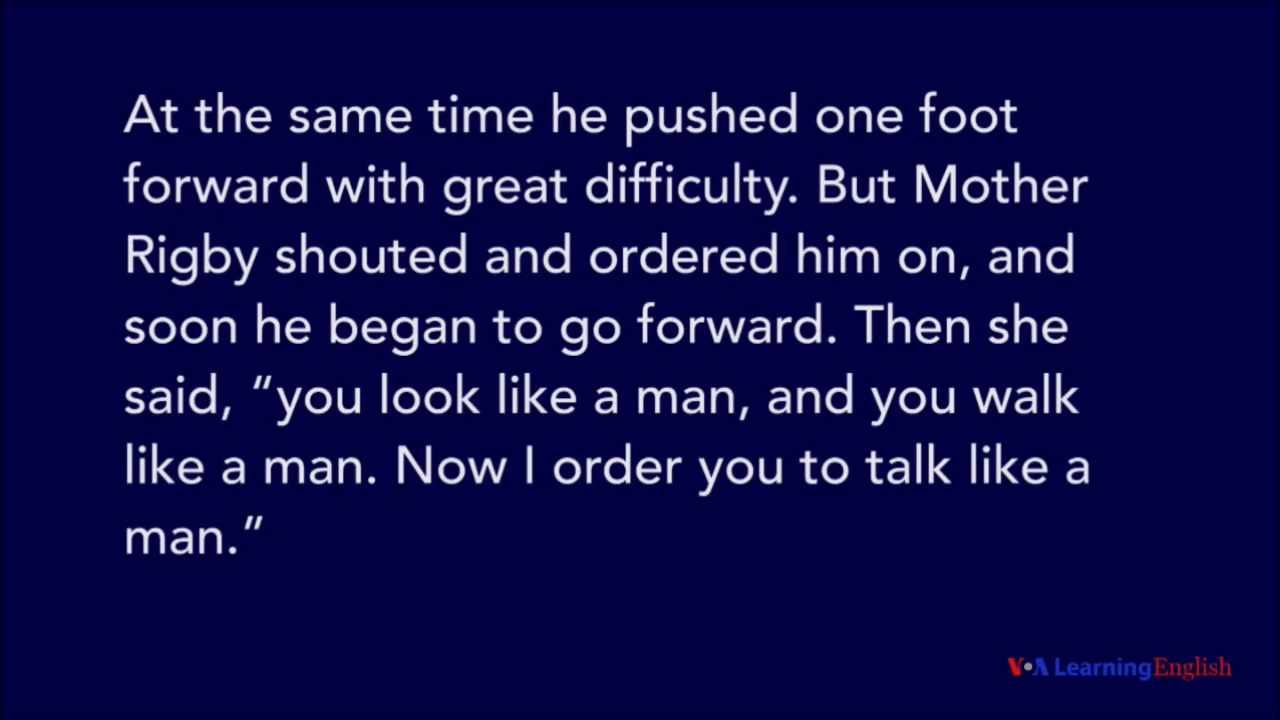 At the same time he pushed one foot
forward with great difficulty. But Mother
Rigby shouted and ordered him on, and
soon he began to go forward. Then she
said, “you look like a man, and you walk
like a man. Now I order you to talk like a
man.”
VOA Learning English